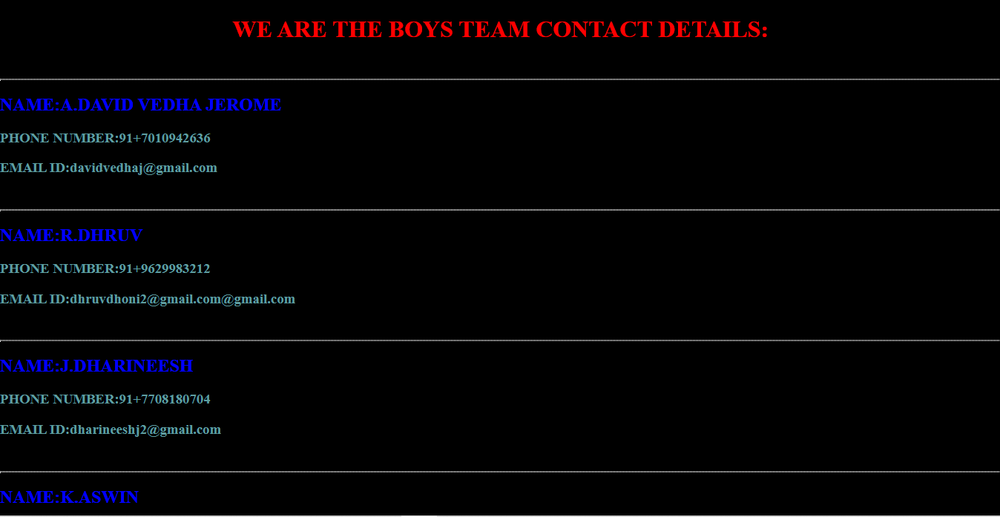 WE ARE THE BOYS TEAM CONTACT DETAILS:
NAME:A.DAVID VEDHA JEROME
PHONE NUMBER:91+7010942636
EMAIL ID:davidvedhaj@gmail.com
NAME:R.DHRUV
PHONE NUMBER:91+9629983212
EMAIL ID:dhruvdhoni2@gmail.com@gmail.com
NAME:J.DHARINEESH
PHONE NUMBER:91+7708180704
EMAIL ID:dharineeshj2@gmail.com
NAME:K.ASWIN